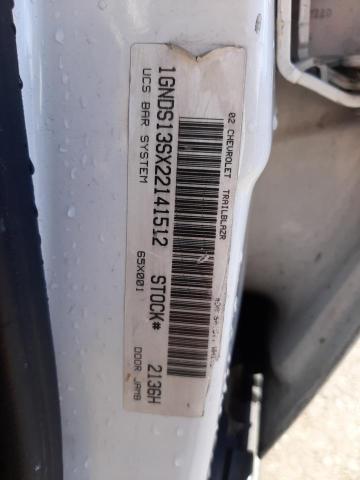 02 CHEVROLET TRAILBLAZR
1GNDS13SX22141512 STOCK# 2136H
UCS BAR SYSTEM 65X001 DOOR JAMB